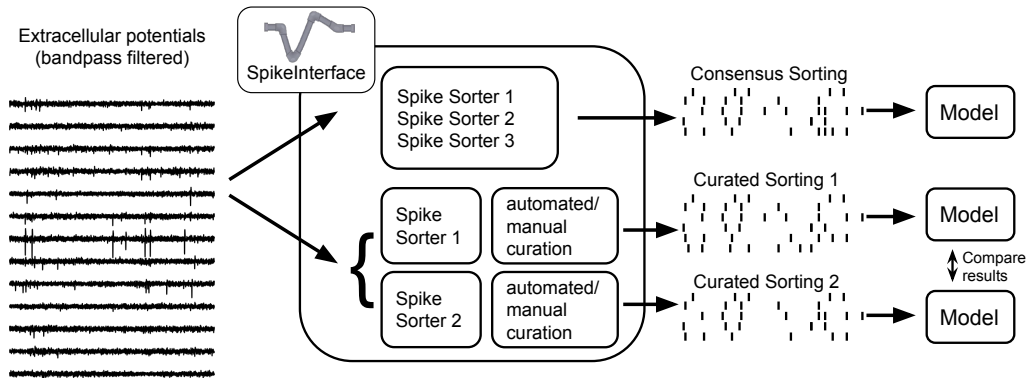 Extracellular potentials
(bandpass filtered)
SpikeInterface
Spike Sorter 1
Spike Sorter 2
Spike Sorter 3
Consensus Sorting
Model
Spike
Sorter 1
automated/
manual
curation
Curated Sorting 1
Model
Compare
results
Spike
Sorter 2
automated/
manual
curation
Curated Sorting 2
Model